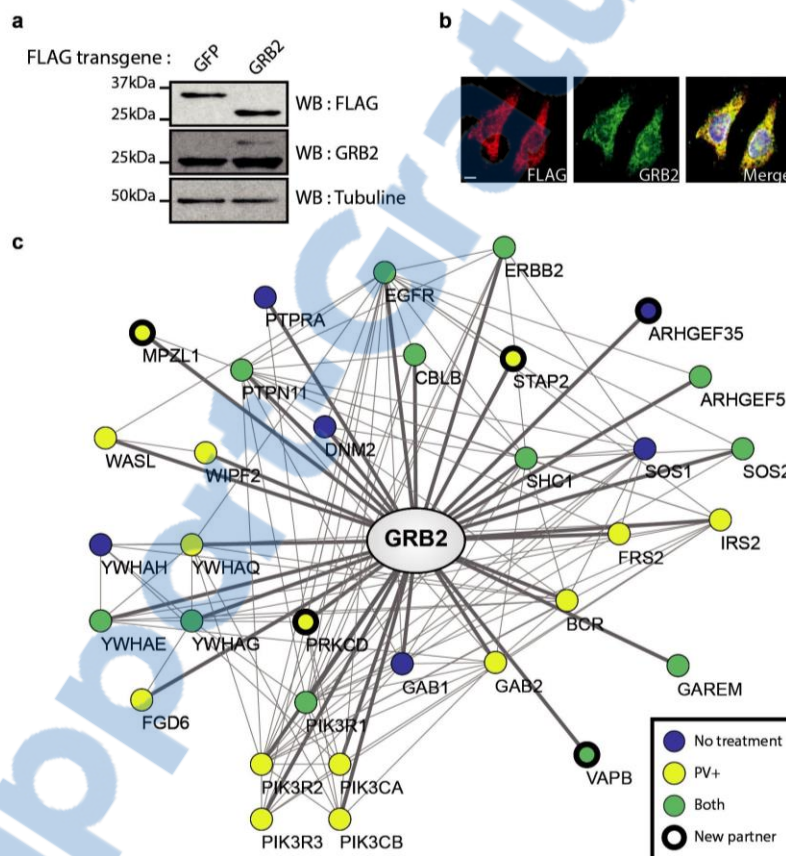 a
FLAG transgene :
GFP
GRB2
37kDa
25kDa
WB : FLAG
25kDa
WB : GRB2
50kDa
WB : Tubuline
b
FLAG
GRB2
Merge
c
ERBB2
EGFR
PTPRA
ARHGEF35
MPZL1
CBLB
STAP2
PTPN11
ARHGEF5
DNM2
WASL
WIPF2
SHC1
SOS1
SOS2
GRB2
IRS2
FRS2
YWHAH
YWHAQ
BCR
YWHAE
YWHAG
PRKCD
GAB1
GAB2
GAREM
FGD6
PIK3R1
VAPB
PIK3R2
PIK3CA
PIK3R3
PIK3CB
No treatment
PV+
Both
New partner